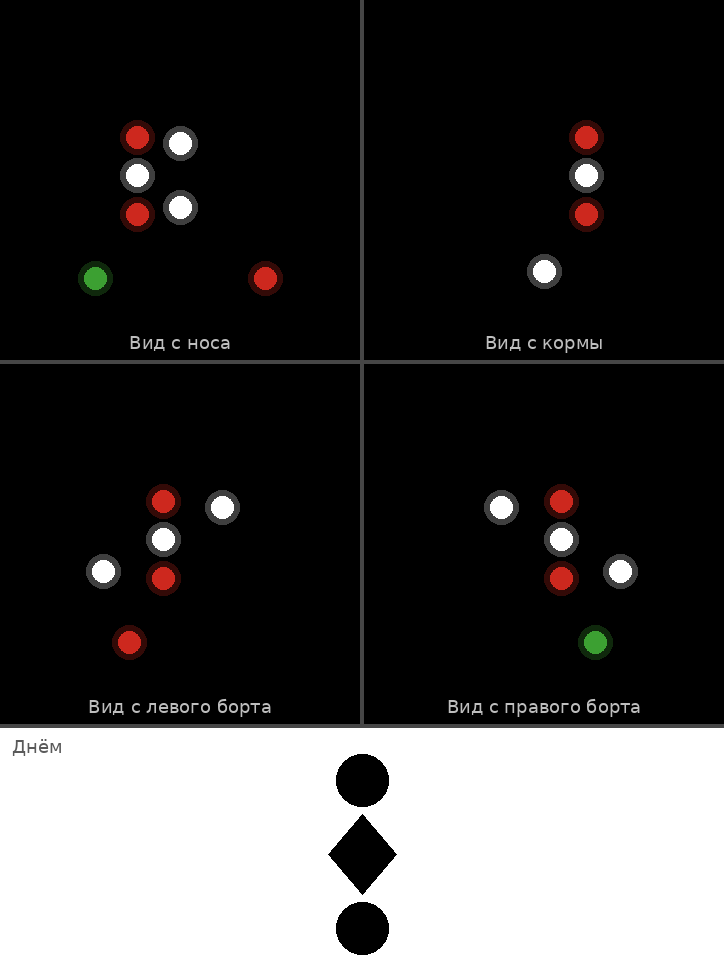 Вид с носа
Вид с кормы
Вид с левого борта
Вид с правого борта
Днём